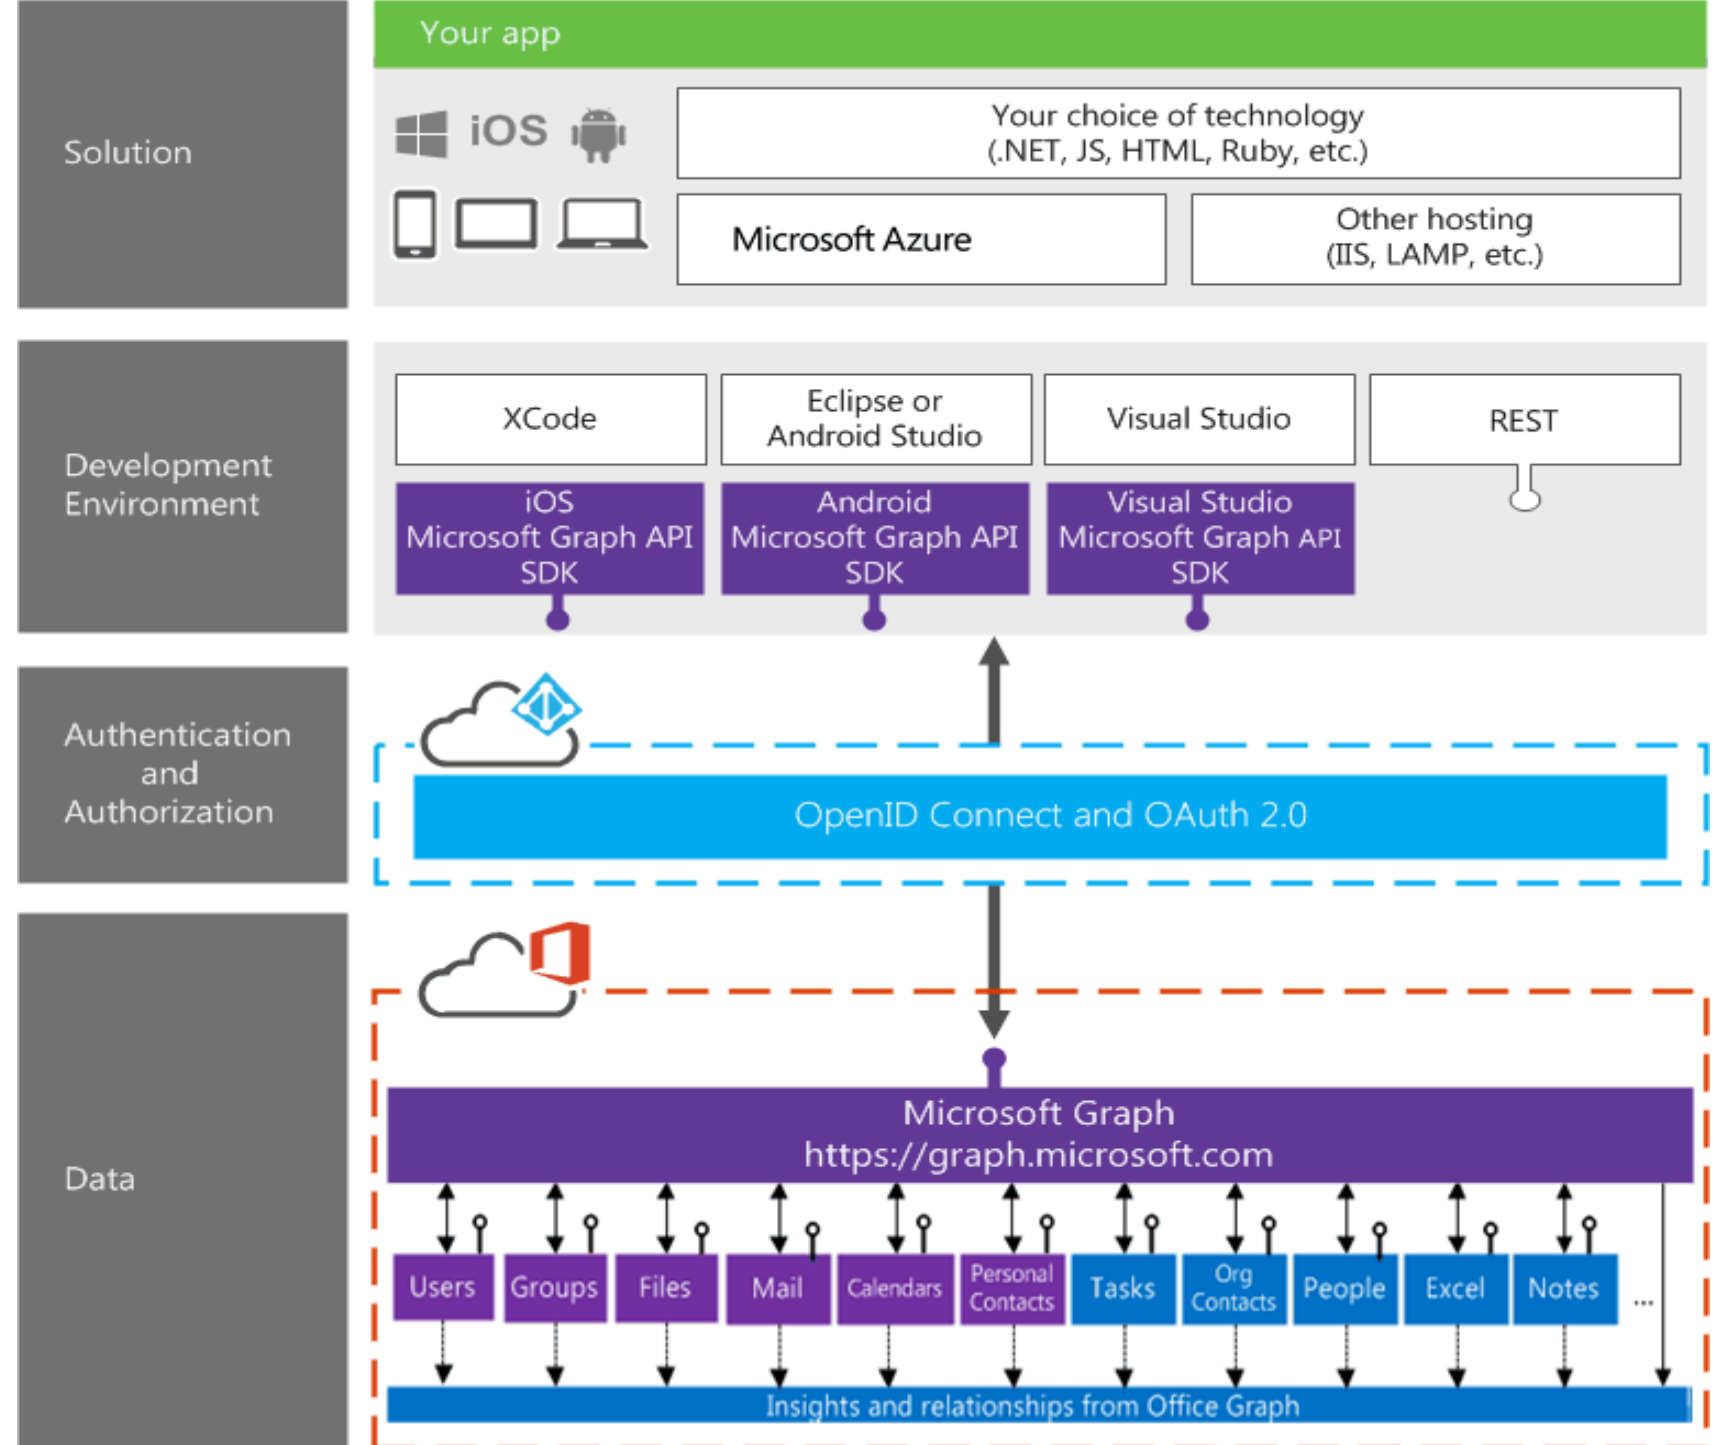 Solution
Your app
iOS
Your choice of technology
(.NET, JS, HTML, Ruby, etc.)
Microsoft Azure
Other hosting
(IIS, LAMP, etc.)
Development
Environment
XCode
Eclipse or
Android Studio
Visual Studio
REST
iOS
Microsoft Graph API
SDK
Android
Microsoft Graph API
SDK
Visual Studio
Microsoft Graph API
SDK
Authentication
and
Authorization
OpenID Connect and OAuth 2.0
Data
Microsoft Graph
https://graph.microsoft.com
Users
Groups
Files
Mail
Calendars
Personal
Contacts
Tasks
Org
Contacts
People
Excel
Notes
...
Insights and relationships from Office Graph